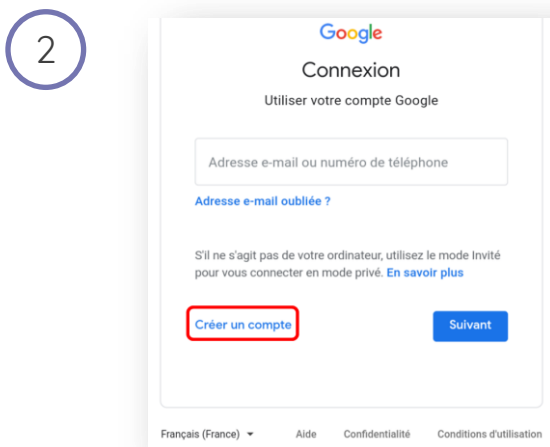 2
Google
Connexion
Utiliser votre compte Google
Adresse e-mail ou numéro de téléphone
Adresse e-mail oubliée ?
S'il ne s'agit pas de votre ordinateur, utilisez le mode Invité
pour vous connecter en mode privé. En savoir plus
Créer un compte
Suivant
Français (France)
Aide
Confidentialité
Conditions d'utilisation